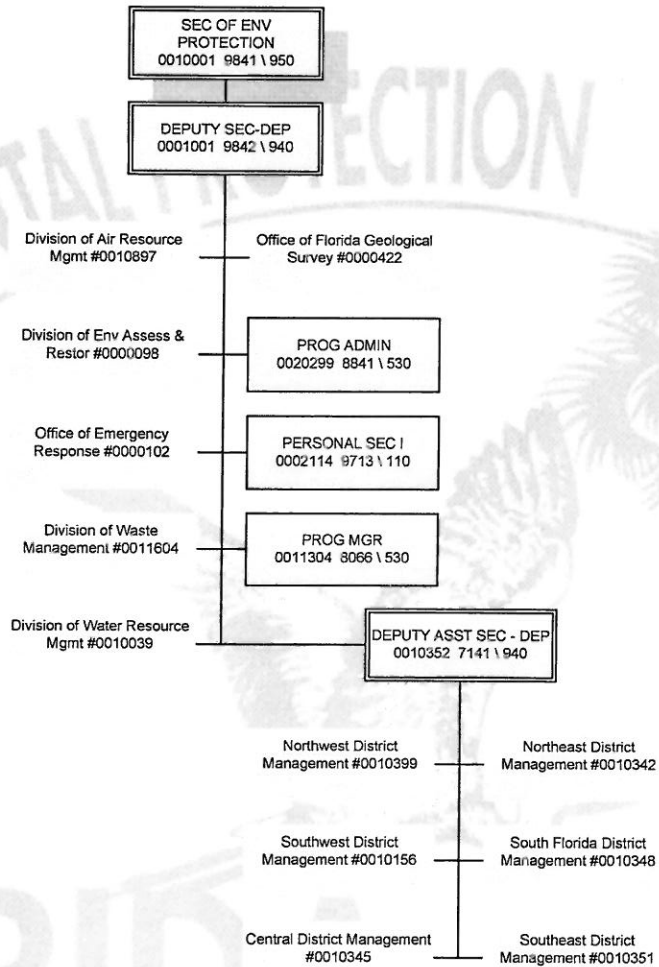 SEC OF ENV
PROTECTION
0010001 9841 \ 950
DEPUTY SEC-DEP
0001001 9842 \ 940
TAL PROTECTION
Division of Air Resource
Mgmt #0010897
Office of Florida Geological
Survey #0000422
Division of Env Assess &
Restor #0000098
PROG ADMIN
0020299 8841 \ 530
Office of Emergency
Response #0000102
PERSONAL SEC I
0002114 9713 \ 110
Division of Waste
Management #0011604
PROG MGR
0011304 8066 \ 530
Division of Water Resource
Mgmt #0010039
DEPUTY ASST SEC - DEP
0010352 7141 \ 940
Northwest District
Management #0010399
Northeast District
Management #0010342
Southwest District
Management #0010156
South Florida District
Management #0010348
Central District Management
#0010345
Southeast District
Management #0010351